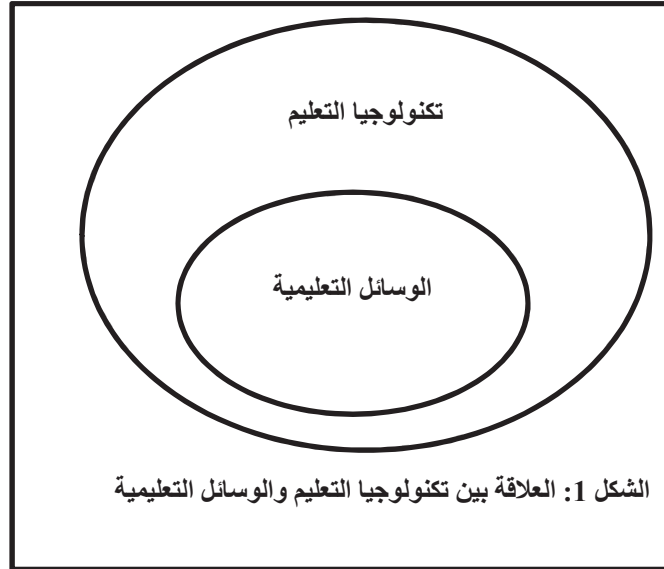 تكنولوجيا التعليم
الوسائل التعليمية
الشكل 1: العلاقة بين تكنولوجيا التعليم والوسائل التعليمية